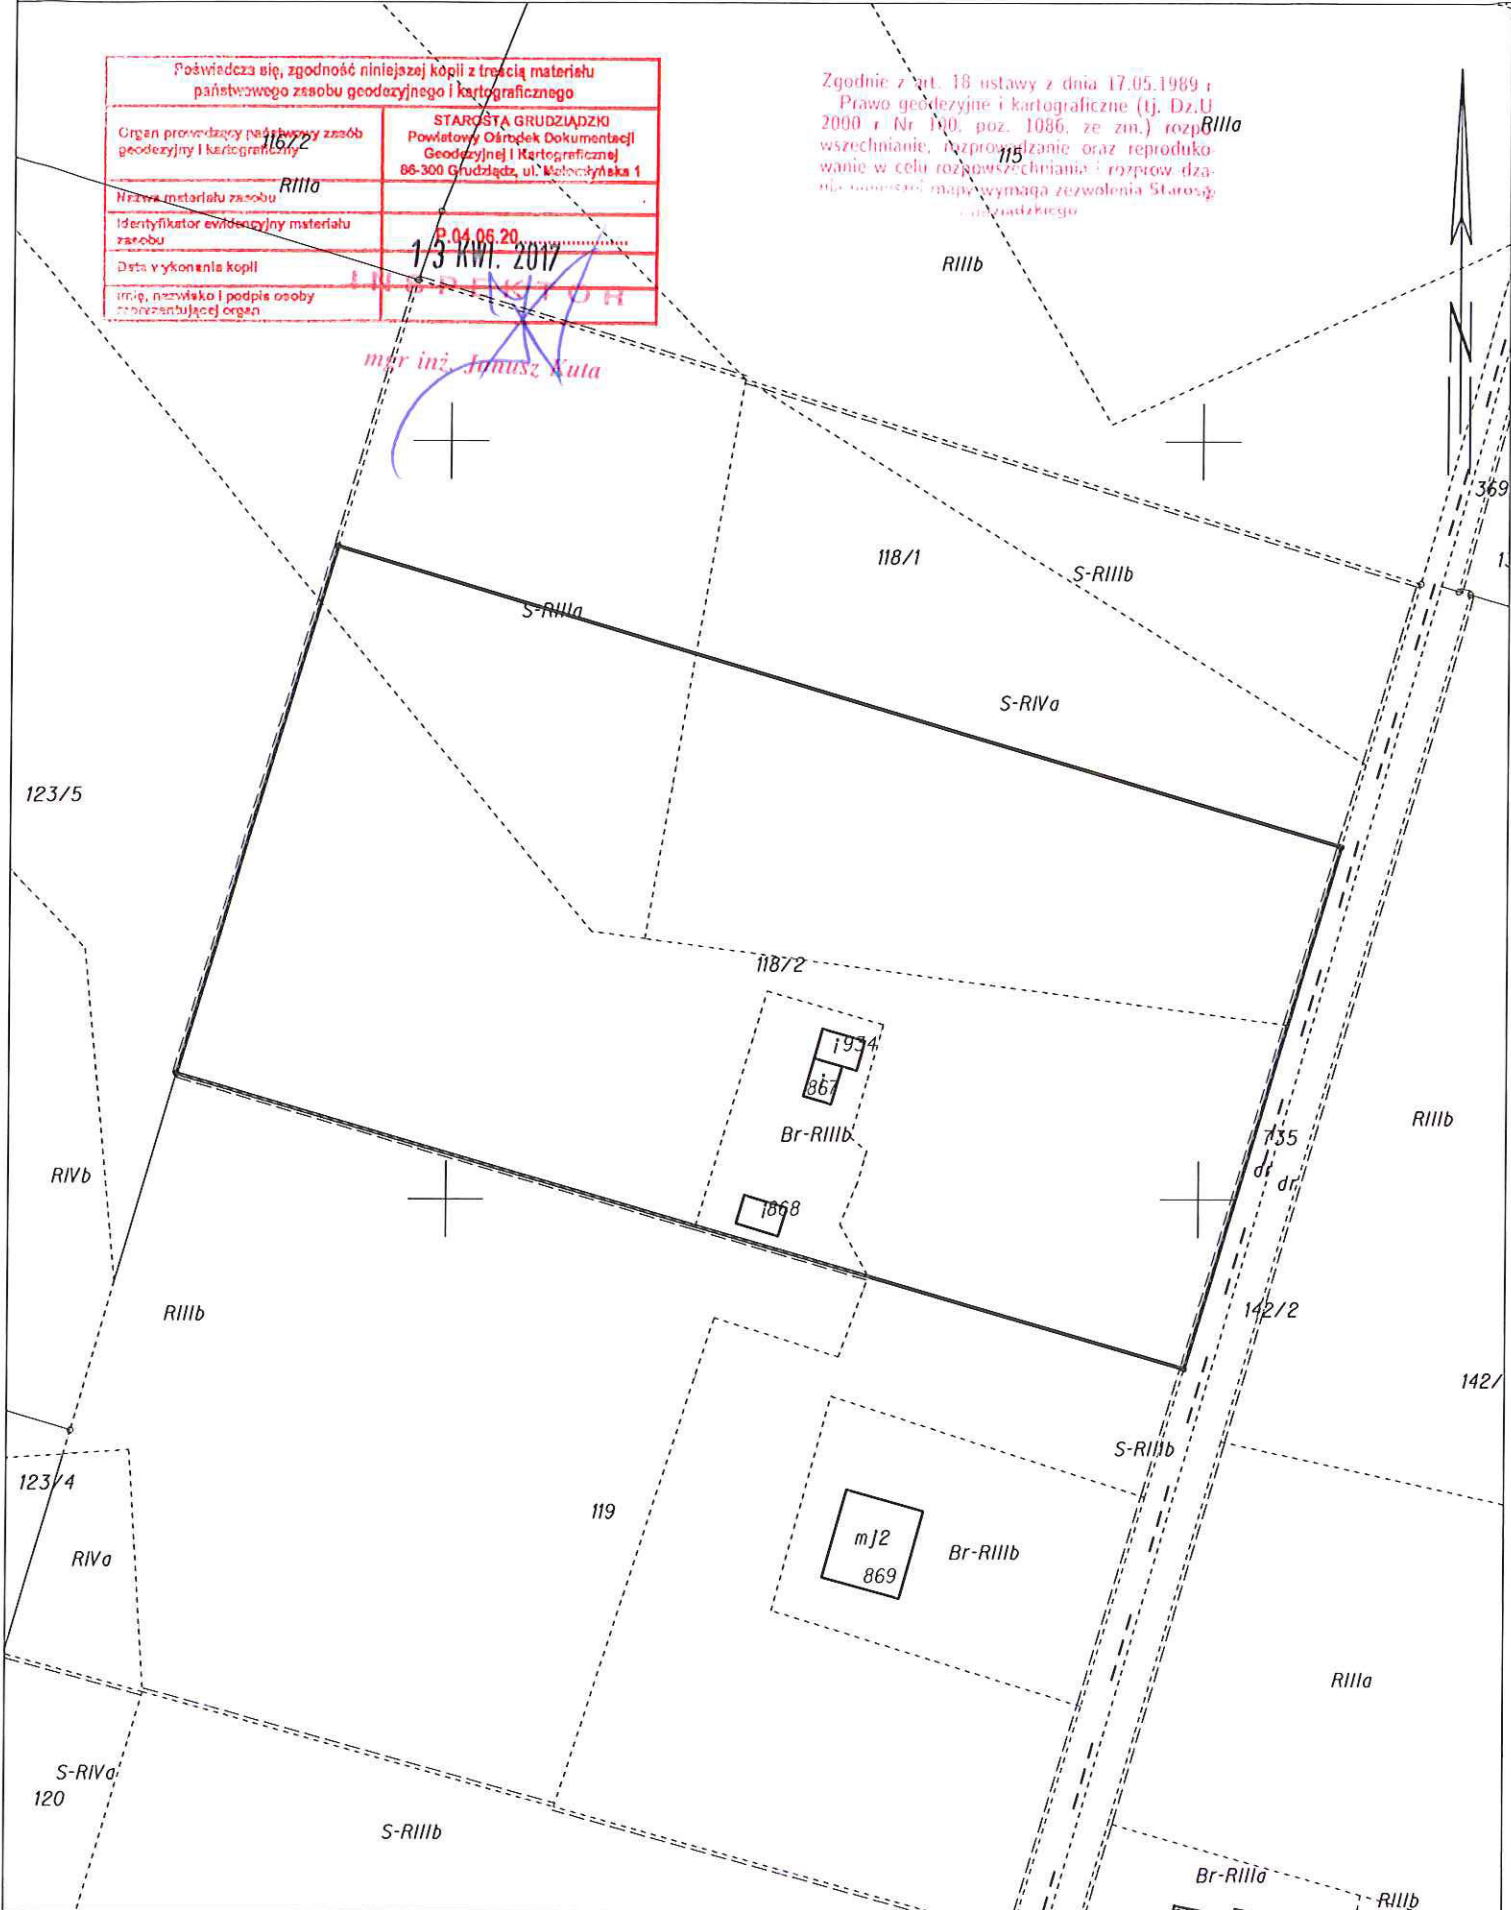 Poświadcza się, zgodność niniejszej kopii z treścią materiału
państwowego zasobu geodezyjnego i kartograficznego
Organ prowadzący państwowy zasób
geodezyjny i kartograficzny
STAROSTA GRUDZIĄDZKI
Powiatowy Ośrodek Dokumentacji
Geodezyjnej i Kartograficznej
86-300 Grudziądz, ul. Małomłyńska 1
Nazwa materiału zasobu
Identyfikator ewidencyjny materiału
zasobu
P.04.06.20
Data wykonania kopii
13 KWI. 2017
imię, nazwisko i podpis osoby
reprezentującej organ
INSPEKTOR
mgr inż. Janusz Kuta
Zgodnie z art. 18 ustawy z dnia 17.05.1989 r
Prawo geodezyjne i kartograficzne (tj. Dz.U
2000 r Nr 100, poz. 1086, ze zm.) rozpo-
wszechnianie, rozprowadzanie oraz reproduko-
wanie w celu rozpowszechniania i rozprow dza-
mapy wymaga zezwolenia Starosty
116/2
RIIIa
RIIIa
115
RIIIb
N
369
118/1
S-RIIIb
S-RIIIa
S-RIVa
123/5
118/2
i 934
i
867
Br-RIIIb
RIIIb
735
dr
dr
RIVb
i868
RIIIb
142/2
142/
S-RIIIb
123/4
119
RIVa
mj2
869
Br-RIIIb
RIIIa
S-RIVa
120
S-RIIIb
Br-RIIIa
RIIIb